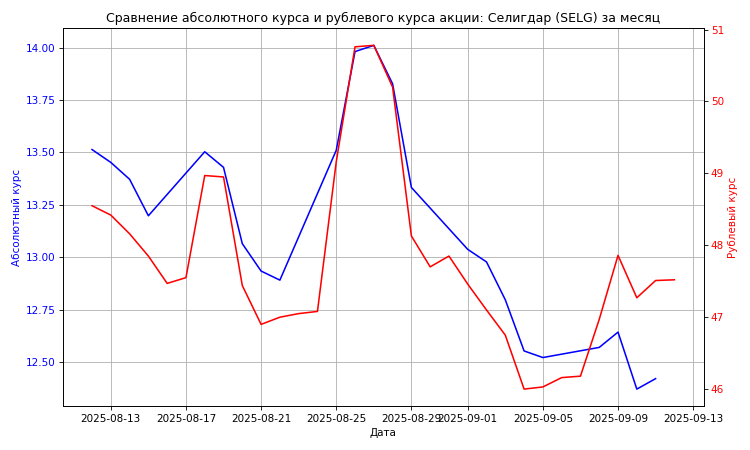 Сравнение абсолютного курса и рублевого курса акции: Селигдар (SELG) за месяц
Абсолютный курс
14.00
13.75
13.50
13.25
13.00
12.75
12.50
51
50
49
48
47
46
Рублевый курс
2025-08-13 2025-08-17 2025-08-21 2025-08-25 2025-08-29 2025-09-01 2025-09-05 2025-09-09 2025-09-13
Дата